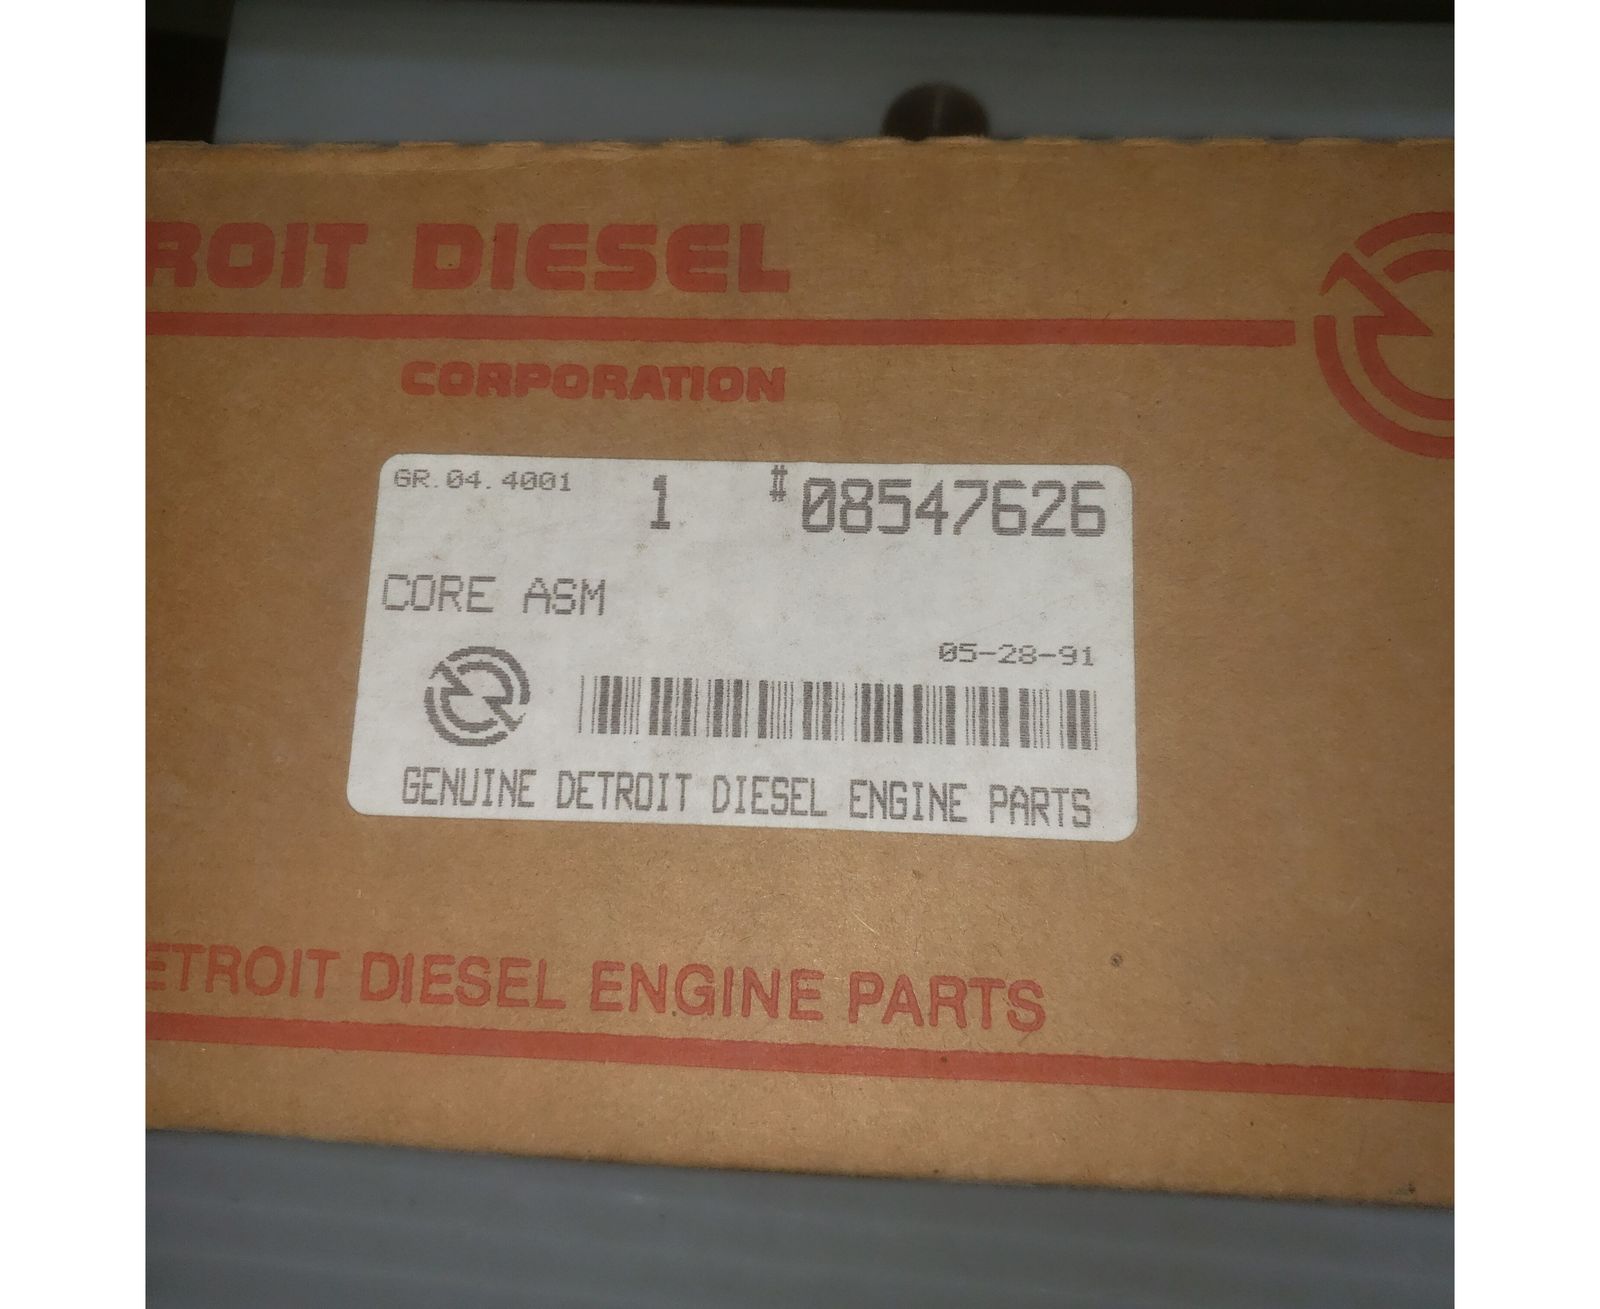 ROIT DIESEL
CORPORATION
GR.04.4001 1 #08547626
CORE ASM
05-28-91
GENUINE DETROIT DIESEL ENGINE PARTS
ETROIT DIESEL ENGINE PARTS